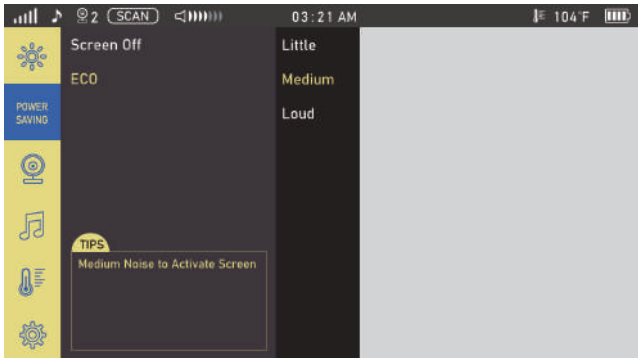 2 SCAN 03:21 AM 104°F
Screen Off Little
ECO Medium
POWER
SAVING
Loud
TIPS
Medium Noise to Activate Screen